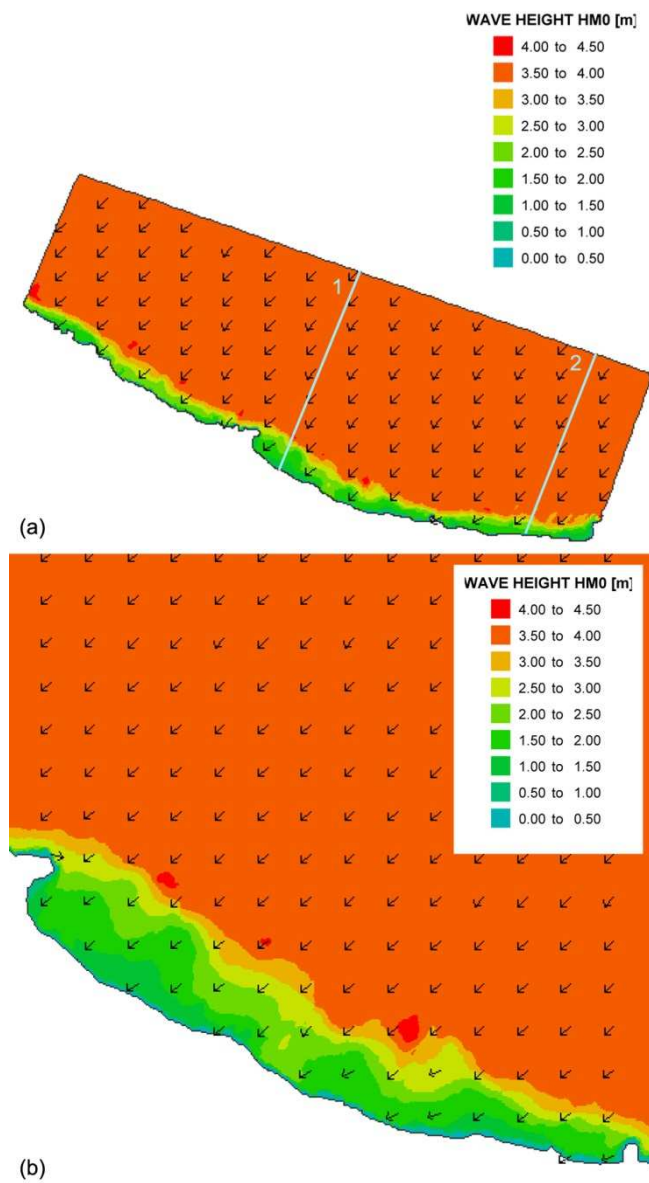 WAVE HEIGHT HM0 [m]
4.00 to 4.50
3.50 to 4.00
3.00 to 3.50
2.50 to 3.00
2.00 to 2.50
1.50 to 2.00
1.00 to 1.50
0.50 to 1.00
0.00 to 0.50
1
2
(a)
WAVE HEIGHT HM0 [m]
4.00 to 4.50
3.50 to 4.00
3.00 to 3.50
2.50 to 3.00
2.00 to 2.50
1.50 to 2.00
1.00 to 1.50
0.50 to 1.00
0.00 to 0.50
(b)